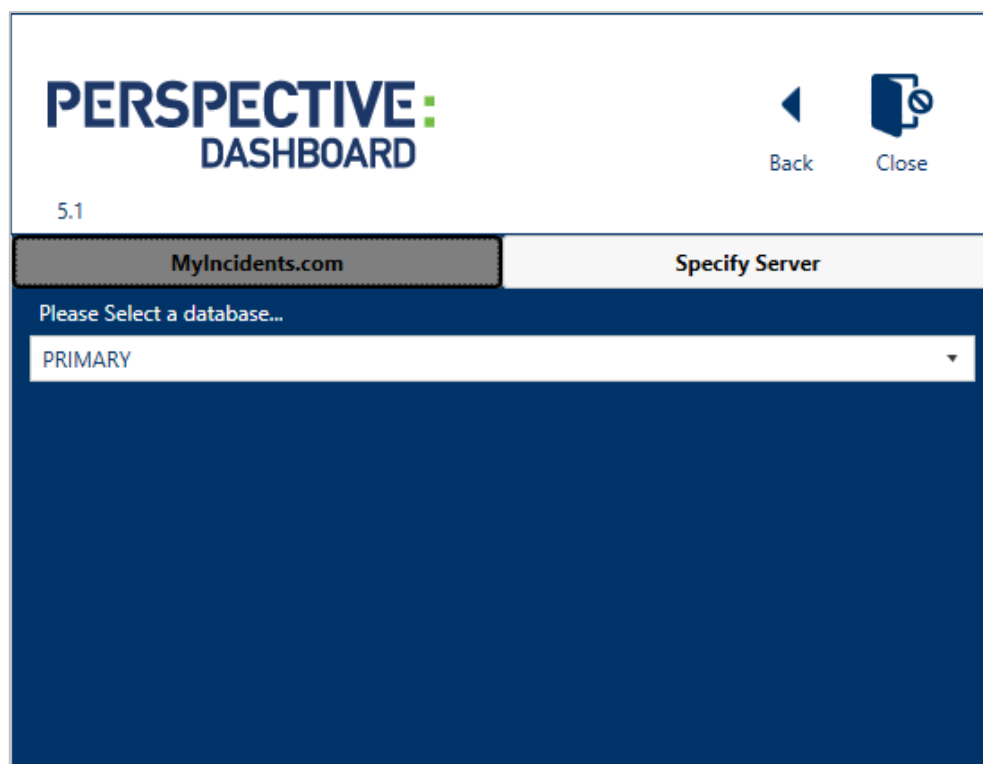 PERSPECTIVE:
DASHBOARD
Back
Close
5.1
MyIncidents.com
Specify Server
Please Select a database...
PRIMARY